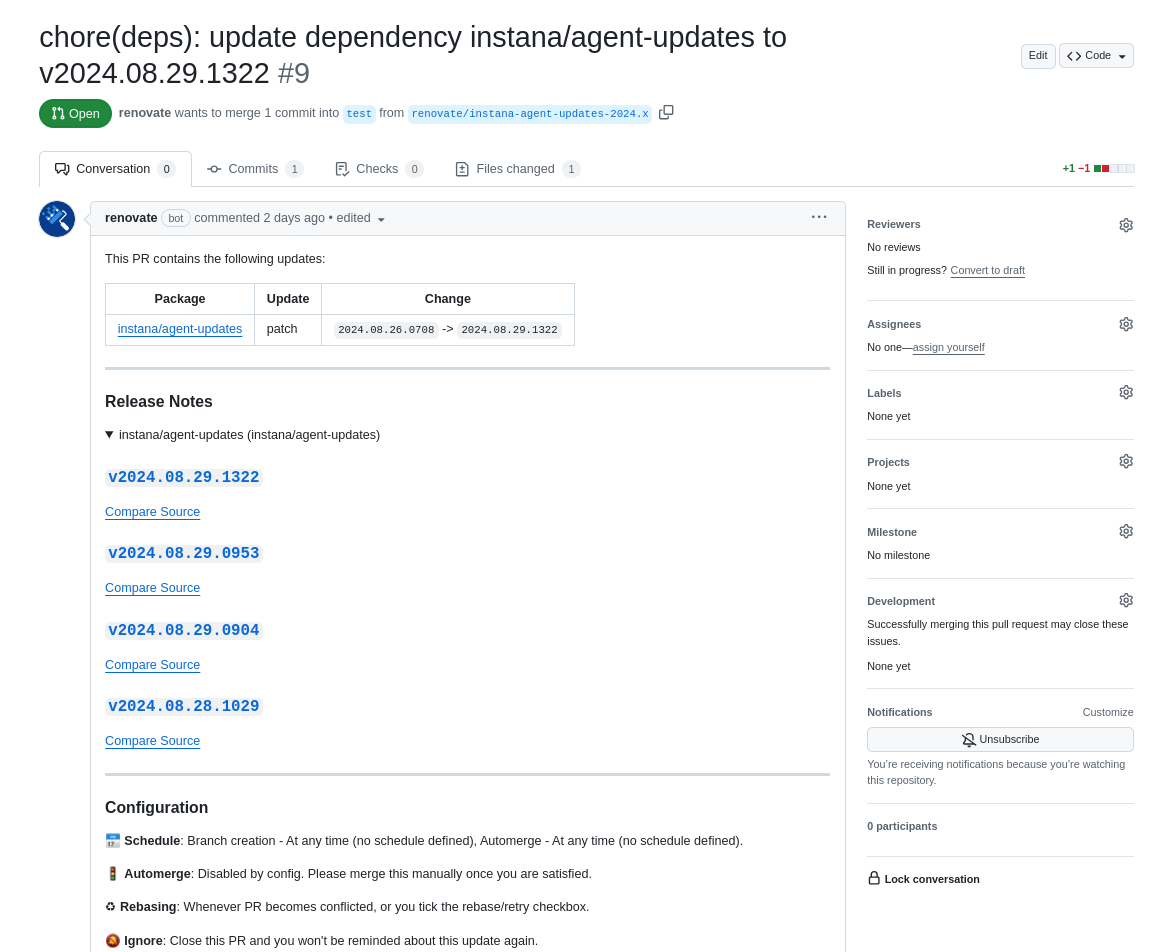 chore(deps): update dependency instana/agent-updates to
v2024.08.29.1322 #9
Edit
Code
Open
renovate wants to merge 1 commit into test from renovate/instana-agent-updates-2024.x
Conversation 0
Commits 1
Checks 0
Files changed 1
+1 −1
renovate bot commented 2 days ago • edited
This PR contains the following updates:
Package Update Change
instana/agent-updates patch 2024.08.26.0708 -> 2024.08.29.1322
Release Notes
instana/agent-updates (instana/agent-updates)
v2024.08.29.1322
Compare Source
v2024.08.29.0953
Compare Source
v2024.08.29.0904
Compare Source
v2024.08.28.1029
Compare Source
Configuration
📅 Schedule: Branch creation - At any time (no schedule defined), Automerge - At any time (no schedule defined).
🚦 Automerge: Disabled by config. Please merge this manually once you are satisfied.
♻ Rebasing: Whenever PR becomes conflicted, or you tick the rebase/retry checkbox.
🔕 Ignore: Close this PR and you won't be reminded about this update again.
Reviewers
No reviews
Still in progress? Convert to draft
Assignees
No one—assign yourself
Labels
None yet
Projects
None yet
Milestone
No milestone
Development
Successfully merging this pull request may close these
issues.
None yet
Notifications
Customize
Unsubscribe
You're receiving notifications because you're watching
this repository.
0 participants
Lock conversation